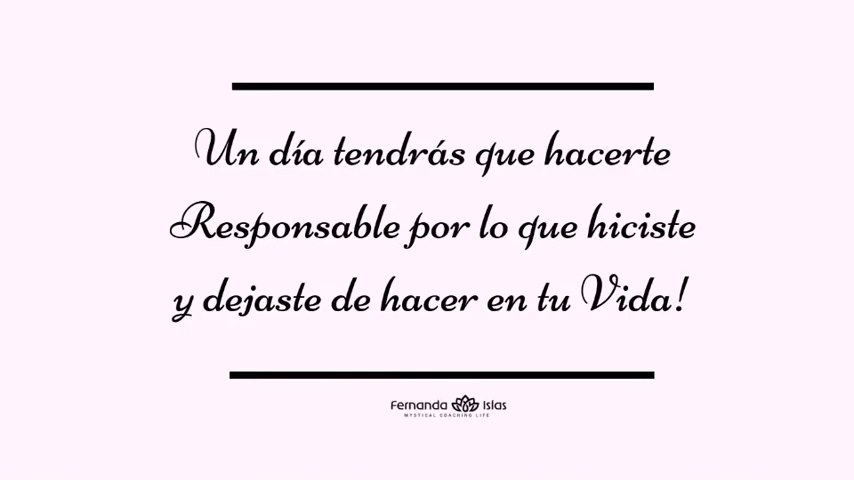 Un día tendrás que hacerte
Responsable por lo que hiciste
y dejaste de hacer en tu Vida!
Fernanda Islas
MYSTICAL COACHING LIFE